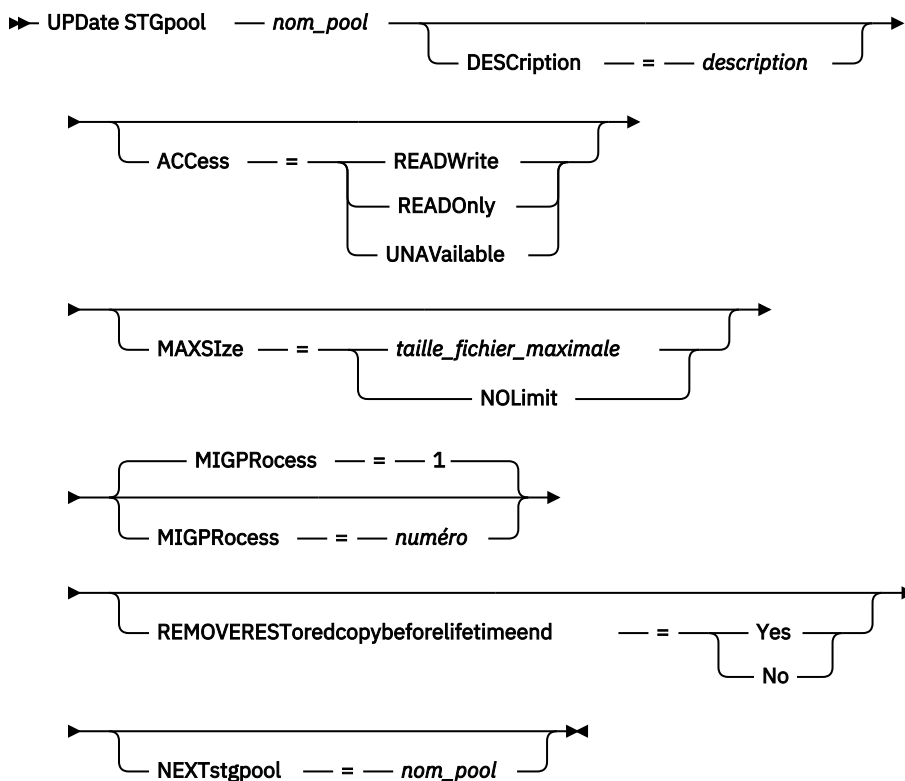 UPDate STGpool — nom_pool
DESCription — = — description
ACCess — = — READWrite
READOnly
UNAVailable
MAXSIze — = — taille_fichier_maximale
NOLimit
MIGPRocess — = — 1
MIGPRocess — = — numéro
REMOVERESToredcopybeforelifetimeend — = — Yes
No
NEXTstgpool — = — nom_pool